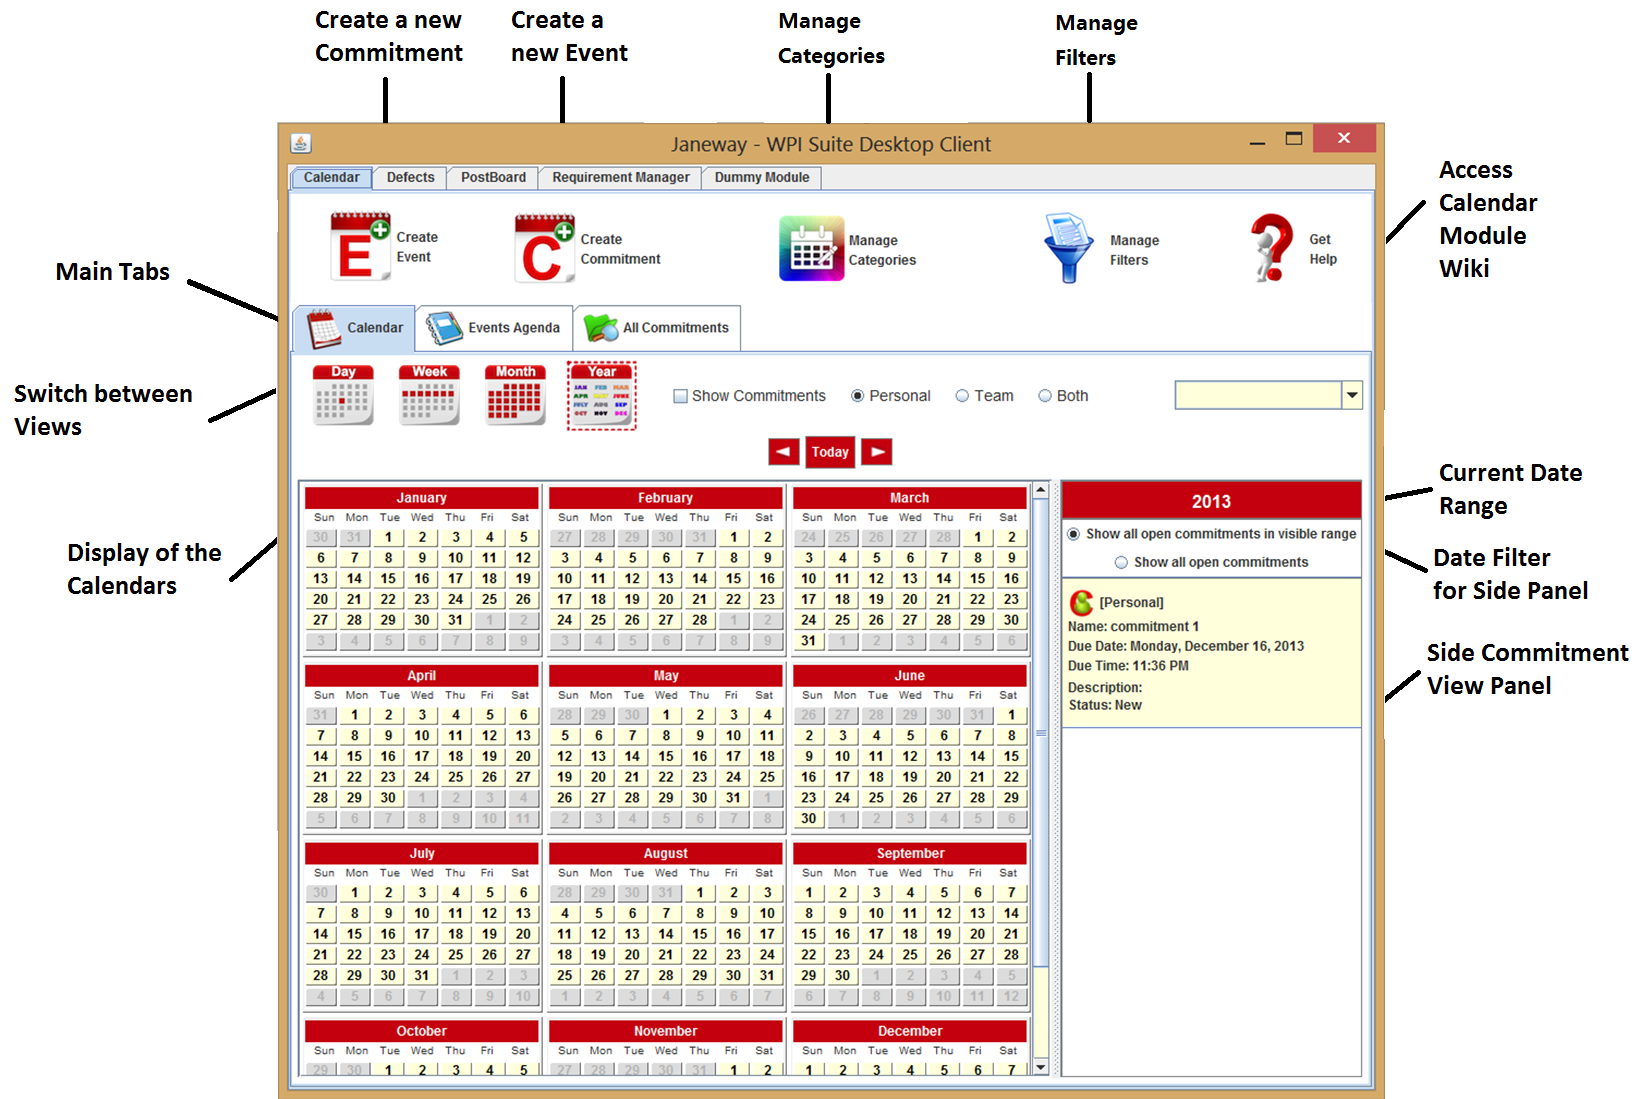 Create a new
Commitment
Create a
new Event
Manage
Categories
Manage
Filters
Janeway - WPI Suite Desktop Client
Calendar Defects PostBoard Requirement Manager Dummy Module
E
Create
Event
C
Create
Commitment
Manage
Categories
Manage
Filters
?
Get
Help
Access
Calendar
Module
Wiki
Main Tabs
Calendar Events Agenda All Commitments
Switch between
Views
Day Week Month Year
JAN FEB MAR
APR MAY JUNE
JULY AUG SEP
OCT NOV DEC
Show Commitments Personal Team Both
Today
Display of the
Calendars
January
Sun Mon Tue Wed Thu Fri Sat
30 31 1 2 3 4 5
6 7 8 9 10 11 12
13 14 15 16 17 18 19
20 21 22 23 24 25 26
27 28 29 30 31 1 2
3 4 5 6 7 8 9
February
Sun Mon Tue Wed Thu Fri Sat
27 28 29 30 31 1 2
3 4 5 6 7 8 9
10 11 12 13 14 15 16
17 18 19 20 21 22 23
24 25 26 27 28 1 2
3 4 5 6 7 8 9
March
Sun Mon Tue Wed Thu Fri Sat
24 25 26 27 28 1 2
3 4 5 6 7 8 9
10 11 12 13 14 15 16
17 18 19 20 21 22 23
24 25 26 27 28 29 30
31 1 2 3 4 5 6
April
Sun Mon Tue Wed Thu Fri Sat
31 1 2 3 4 5 6
7 8 9 10 11 12 13
14 15 16 17 18 19 20
21 22 23 24 25 26 27
28 29 30 1 2 3 4
5 6 7 8 9 10 11
May
Sun Mon Tue Wed Thu Fri Sat
28 29 30 1 2 3 4
5 6 7 8 9 10 11
12 13 14 15 16 17 18
19 20 21 22 23 24 25
26 27 28 29 30 31 1
2 3 4 5 6 7 8
June
Sun Mon Tue Wed Thu Fri Sat
26 27 28 29 30 31 1
2 3 4 5 6 7 8
9 10 11 12 13 14 15
16 17 18 19 20 21 22
23 24 25 26 27 28 29
30 1 2 3 4 5 6
July
Sun Mon Tue Wed Thu Fri Sat
30 1 2 3 4 5 6
7 8 9 10 11 12 13
14 15 16 17 18 19 20
21 22 23 24 25 26 27
28 29 30 31 1 2 3
4 5 6 7 8 9 10
August
Sun Mon Tue Wed Thu Fri Sat
28 29 30 31 1 2 3
4 5 6 7 8 9 10
11 12 13 14 15 16 17
18 19 20 21 22 23 24
25 26 27 28 29 30 31
1 2 3 4 5 6 7
September
Sun Mon Tue Wed Thu Fri Sat
1 2 3 4 5 6 7
8 9 10 11 12 13 14
15 16 17 18 19 20 21
22 23 24 25 26 27 28
29 30 1 2 3 4 5
6 7 8 9 10 11 12
October
Sun Mon Tue Wed Thu Fri Sat
29 30 1 2 3 4 5
November
Sun Mon Tue Wed Thu Fri Sat
27 28 29 30 31 1 2
December
Sun Mon Tue Wed Thu Fri Sat
1 2 3 4 5 6 7
2013
Show all open commitments in visible range
Show all open commitments
[Personal]
Name: commitment 1
Due Date: Monday, December 16, 2013
Due Time: 11:36 PM
Description:
Status: New
Current Date
Range
Date Filter
for Side Panel
Side Commitment
View Panel